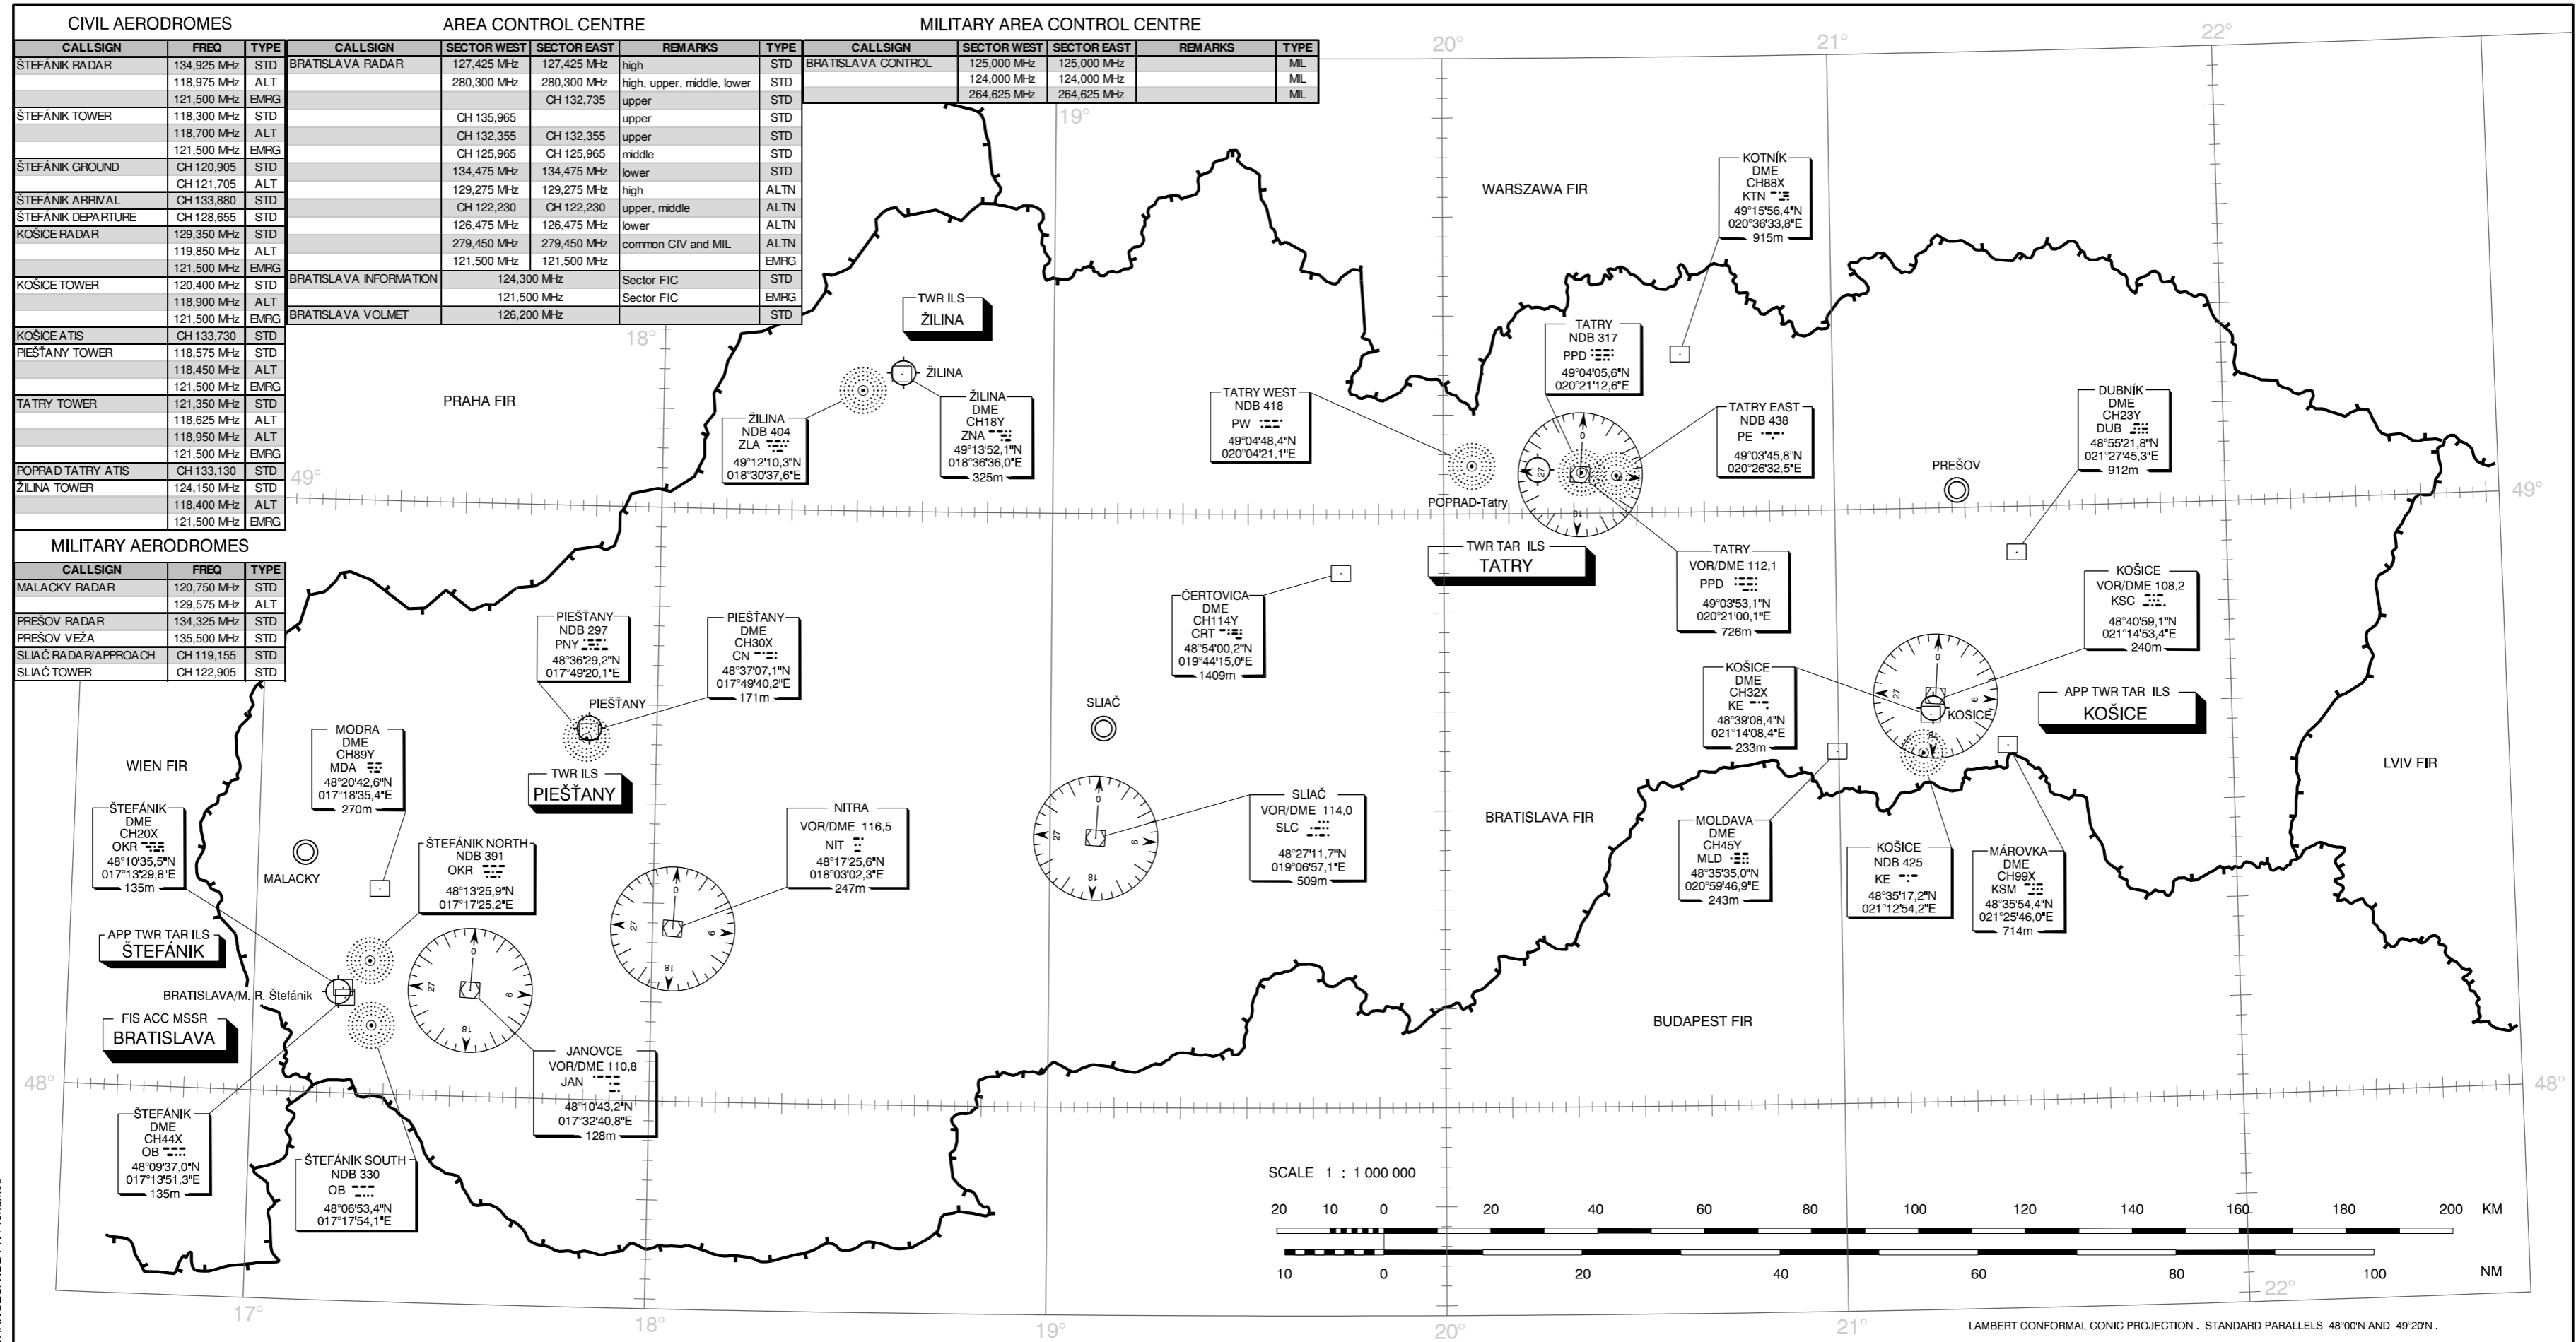 CIVIL AERODROMES
CALLSIGN FREQ TYPE
ŠTEFÁNIK RADAR 134,925 MHz STD
118,975 MHz ALT
121,500 MHz EMRG
ŠTEFÁNIK TOWER 118,300 MHz STD
118,700 MHz ALT
121,500 MHz EMRG
ŠTEFÁNIK GROUND CH 120,905 STD
CH 121,705 ALT
ŠTEFÁNIK ARRIVAL CH 133,880 STD
ŠTEFÁNIK DEPARTURE CH 128,655 STD
KOŠICE RADAR 129,350 MHz STD
119,850 MHz ALT
121,500 MHz EMRG
KOŠICE TOWER 120,400 MHz STD
118,900 MHz ALT
121,500 MHz EMRG
KOŠICE ATIS CH 133,730 STD
PIEŠŤANY TOWER 118,575 MHz STD
118,450 MHz ALT
121,500 MHz EMRG
TATRY TOWER 121,350 MHz STD
118,625 MHz ALT
118,950 MHz ALT
121,500 MHz EMRG
POPRAD TATRY ATIS CH 133,130 STD
ŽILINA TOWER 124,150 MHz STD
118,400 MHz ALT
121,500 MHz EMRG
MILITARY AERODROMES
CALLSIGN FREQ TYPE
MALACKY RADAR 120,750 MHz STD
129,575 MHz ALT
PREŠOV RADAR 134,325 MHz STD
PREŠOV VEŽA 135,500 MHz STD
SLIAČ RADAR/APPROACH CH 119,155 STD
SLIAČ TOWER CH 122,905 STD
AREA CONTROL CENTRE
CALLSIGN SECTOR WEST SECTOR EAST REMARKS TYPE
BRATISLAVA RADAR 127,425 MHz 127,425 MHz high STD
280,300 MHz 280,300 MHz high, upper, middle, lower STD
CH 132,735 upper STD
CH 135,965 upper STD
CH 132,355 CH 132,355 upper STD
CH 125,965 CH 125,965 middle STD
134,475 MHz 134,475 MHz lower STD
129,275 MHz 129,275 MHz high ALTN
CH 122,230 CH 122,230 upper, middle ALTN
126,475 MHz 126,475 MHz lower ALTN
279,450 MHz 279,450 MHz common CIV and MIL ALTN
121,500 MHz 121,500 MHz EMRG
BRATISLAVA INFORMATION 124,300 MHz Sector FIC STD
121,500 MHz Sector FIC EMRG
BRATISLAVA VOLMET 126,200 MHz STD
MILITARY AREA CONTROL CENTRE
CALLSIGN SECTOR WEST SECTOR EAST REMARKS TYPE
BRATISLAVA CONTROL 125,000 MHz 125,000 MHz MIL
124,000 MHz 124,000 MHz MIL
264,625 MHz 264,625 MHz MIL
20°
21°
22°
19°
18°
49°
49°
48°
48°
17°
18°
19°
20°
21°
22°
WARSZAWA FIR
PRAHA FIR
WIEN FIR
BRATISLAVA FIR
BUDAPEST FIR
LVIV FIR
KOTNÍK
DME
CH88X
KTN
49°15'56,4"N
020°36'33,8"E
915m
TWR ILS
ŽILINA
ŽILINA
ŽILINA
NDB 404
ZLA
49°12'10,3"N
018°30'37,6"E
ŽILINA
DME
CH18Y
ZNA
49°13'52,1"N
018°36'36,0"E
325m
TATRY
NDB 317
PPD
49°04'05,6"N
020°21'12,6"E
TATRY WEST
NDB 418
PW
49°04'48,4"N
020°04'21,1"E
TATRY EAST
NDB 438
PE
49°03'45,8"N
020°26'32,5"E
POPRAD-Tatry
TWR TAR ILS
TATRY
TATRY
VOR/DME 112,1
PPD
49°03'53,1"N
020°21'00,1"E
726m
PREŠOV
DUBNÍK
DME
CH23Y
DUB
48°55'21,8"N
021°27'45,3"E
912m
KOŠICE
VOR/DME 108,2
KSC
48°40'59,1"N
021°14'53,4"E
240m
KOŠICE
DME
CH32X
KE
48°39'08,4"N
021°14'08,4"E
233m
KOŠICE
APP TWR TAR ILS
KOŠICE
ČERTOVICA
DME
CH114Y
CRT
48°54'00,2"N
019°44'15,0"E
1409m
PIEŠŤANY
NDB 297
PNY
48°36'29,2"N
017°49'20,1"E
PIEŠŤANY
DME
CH30X
CN
48°37'07,1"N
017°49'40,2"E
171m
PIEŠŤANY
TWR ILS
PIEŠŤANY
SLIAČ
SLIAČ
VOR/DME 114,0
SLC
48°27'11,7"N
019°06'57,1"E
509m
MODRA
DME
CH89Y
MDA
48°20'42,6"N
017°18'35,4"E
270m
MALACKY
ŠTEFÁNIK
DME
CH20X
OKR
48°10'35,5"N
017°13'29,8"E
135m
ŠTEFÁNIK NORTH
NDB 391
OKR
48°13'25,9"N
017°17'25,2"E
NITRA
VOR/DME 116,5
NIT
48°17'25,6"N
018°03'02,3"E
247m
APP TWR TAR ILS
ŠTEFÁNIK
BRATISLAVA/M. R. Štefánik
FIS ACC MSSR
BRATISLAVA
JANOVCE
VOR/DME 110,8
JAN
48°10'43,2"N
017°32'40,8"E
128m
ŠTEFÁNIK
DME
CH44X
OB
48°09'37,0"N
017°13'51,3"E
135m
ŠTEFÁNIK SOUTH
NDB 330
OB
48°06'53,4"N
017°17'54,1"E
MOLDAVA
DME
CH45Y
MLD
48°35'35,0"N
020°59'46,9"E
243m
KOŠICE
NDB 425
KE
48°35'17,2"N
021°12'54,2"E
MÁROVKA
DME
CH99X
KSM
48°35'54,4"N
021°25'46,0"E
714m
SCALE 1 : 1 000 000
20 10 0 20 40 60 80 100 120 140 160 180 200 KM
10 0 20 40 60 80 100 NM
LAMBERT CONFORMAL CONIC PROJECTION . STANDARD PARALLELS 48°00'N AND 49°20'N .